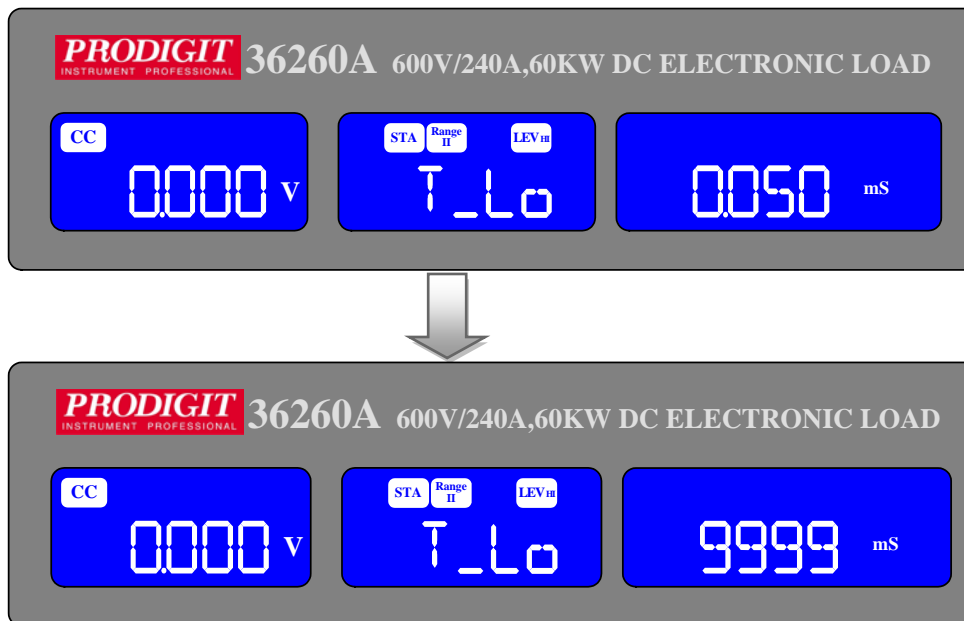 PRODIGIT 36260A 600V/240A,60KW DC ELECTRONIC LOAD
INSTRUMENT PROFESSIONAL
CC STA Range II LEV HI
0.000 V T_Lo 0.050 mS
PRODIGIT 36260A 600V/240A,60KW DC ELECTRONIC LOAD
INSTRUMENT PROFESSIONAL
CC STA Range II LEV HI
0.000 V T_Lo 9999 mS